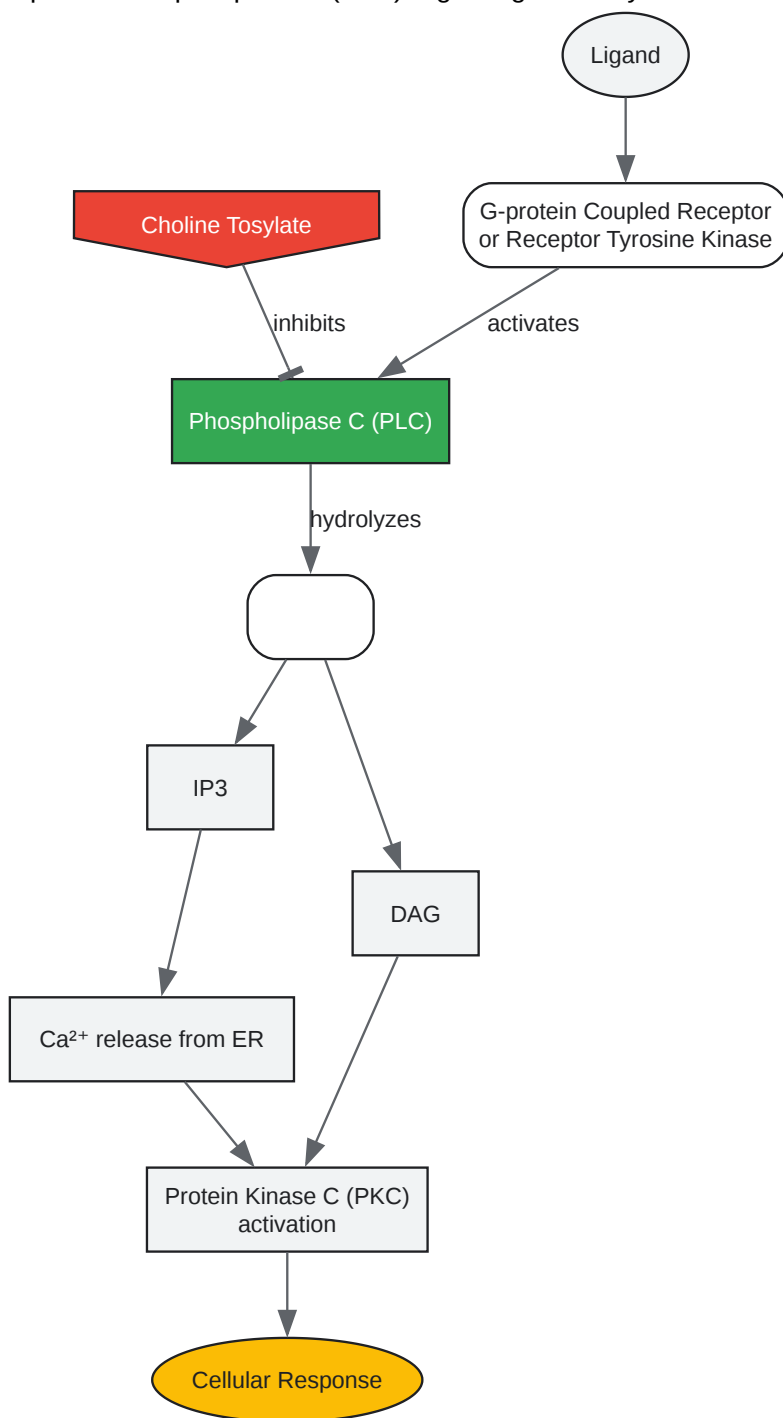 Ligand
G-protein Coupled Receptor
or Receptor Tyrosine Kinase
Choline Tosylate
inhibits
activates
Phospholipase C (PLC)
hydrolyzes
IP3
DAG
Ca²⁺ release from ER
Protein Kinase C (PKC)
activation
Cellular Response